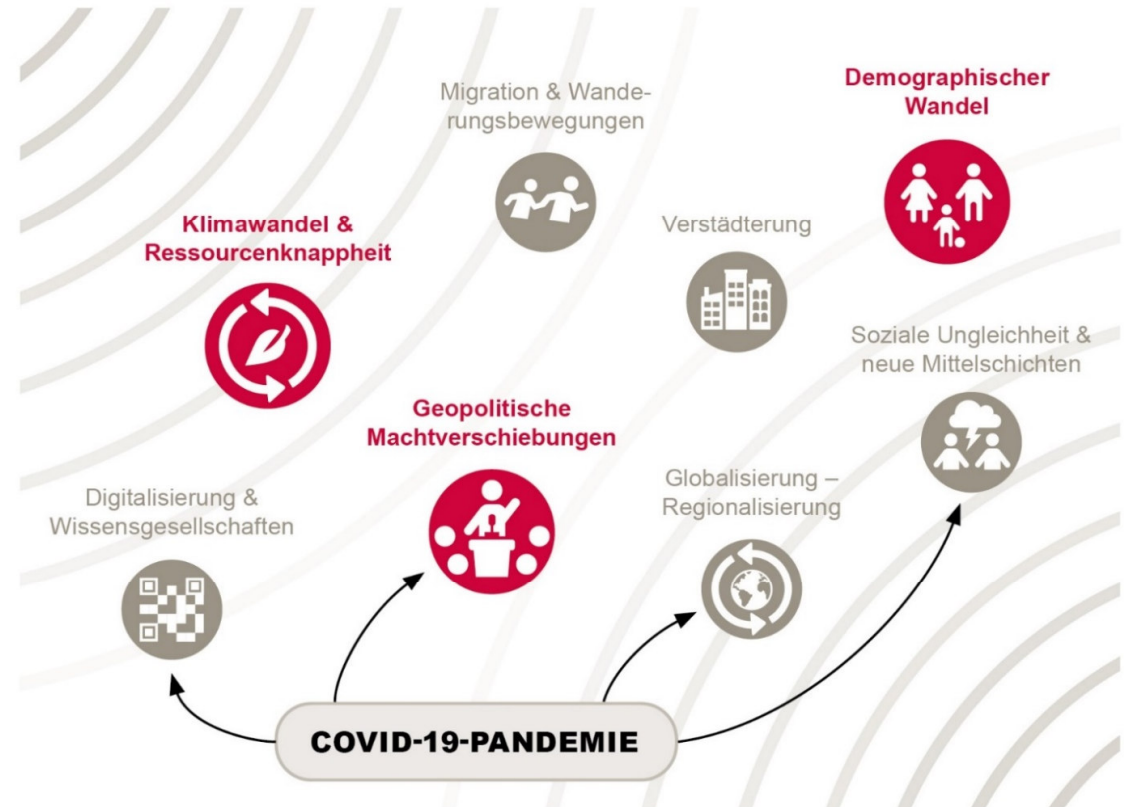 Demographischer
Wandel
Migration & Wande-
rungsbewegungen
Klimawandel &
Ressourcenknappheit
Verstädterung
Soziale Ungleichheit &
neue Mittelschichten
Geopolitische
Machtverschiebungen
Digitalisierung &
Wissensgesellschaften
Globalisierung –
Regionalisierung
COVID-19-PANDEMIE